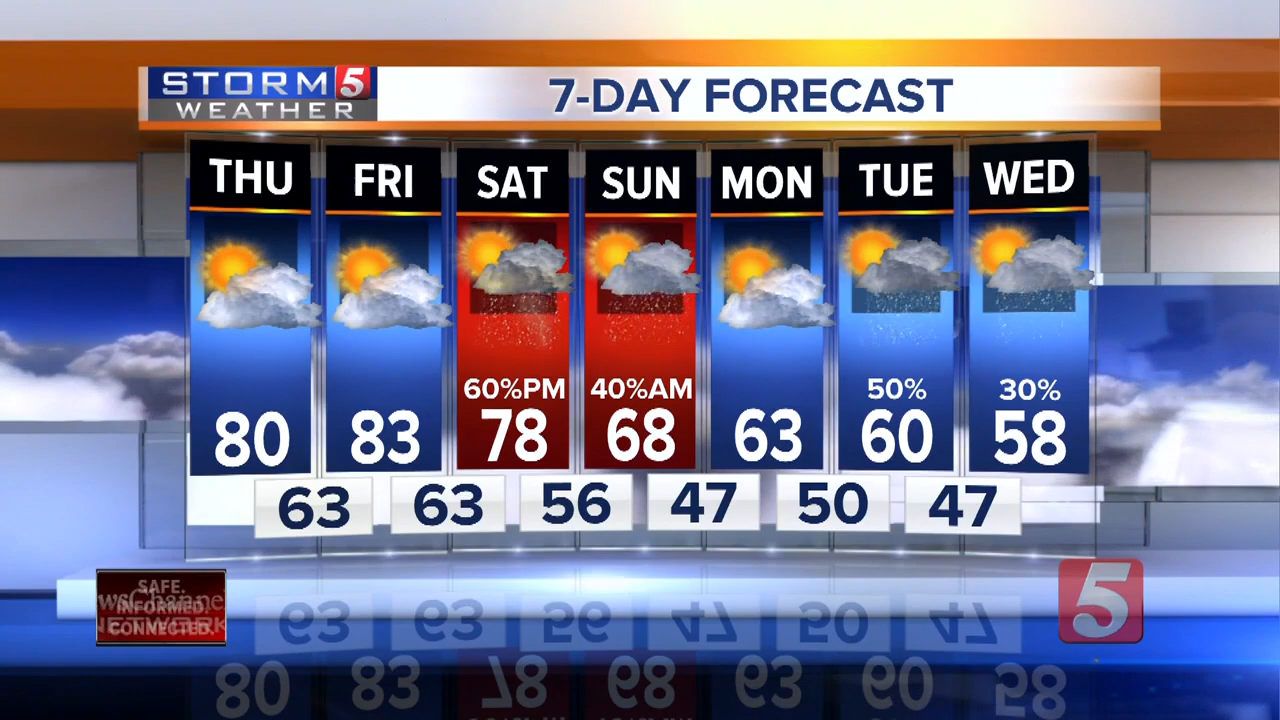 STORM 5
WEATHER
7-DAY FORECAST
THU FRI SAT SUN MON TUE WED
60%PM 40%AM 50% 30%
80 83 78 68 63 60 58
63 63 56 47 50 47
SAFE.
INFORMED.
CONNECTED.
NETWORK
5